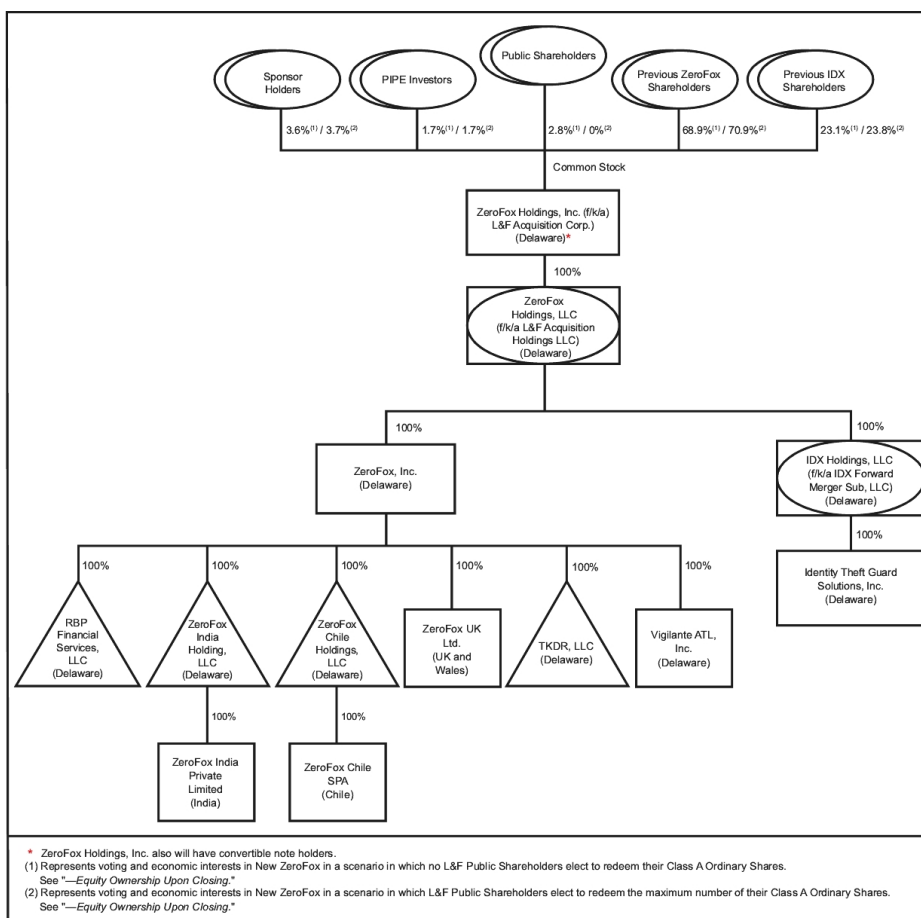 Public Shareholders
Sponsor
Holders
PIPE Investors
Previous ZeroFox
Shareholders
Previous IDX
Shareholders
3.6%(1) / 3.7%(2)
1.7%(1) / 1.7%(2)
2.8%(1) / 0%(2)
68.9%(1) / 70.9%(2)
23.1%(1) / 23.8%(2)
Common Stock
ZeroFox Holdings, Inc. (f/k/a)
L&F Acquisition Corp.)
(Delaware)*
100%
ZeroFox
Holdings, LLC
(f/k/a L&F Acquisition
Holdings LLC)
(Delaware)
100%
100%
ZeroFox, Inc.
(Delaware)
IDX Holdings, LLC
(f/k/a IDX Forward
Merger Sub, LLC)
(Delaware)
100%
Identity Theft Guard
Solutions, Inc.
(Delaware)
100%
100%
100%
100%
100%
100%
RBP
Financial
Services,
LLC
(Delaware)
ZeroFox
India
Holding,
LLC
(Delaware)
ZeroFox
Chile
Holdings,
LLC
(Delaware)
ZeroFox UK
Ltd.
(UK and
Wales)
TKDR, LLC
(Delaware)
Vigilante ATL,
Inc.
(Delaware)
100%
100%
ZeroFox India
Private
Limited
(India)
ZeroFox Chile
SPA
(Chile)
* ZeroFox Holdings, Inc. also will have convertible note holders.
(1) Represents voting and economic interests in New ZeroFox in a scenario in which no L&F Public Shareholders elect to redeem their Class A Ordinary Shares.
See "—Equity Ownership Upon Closing."
(2) Represents voting and economic interests in New ZeroFox in a scenario in which L&F Public Shareholders elect to redeem the maximum number of their Class A Ordinary Shares.
See "—Equity Ownership Upon Closing."